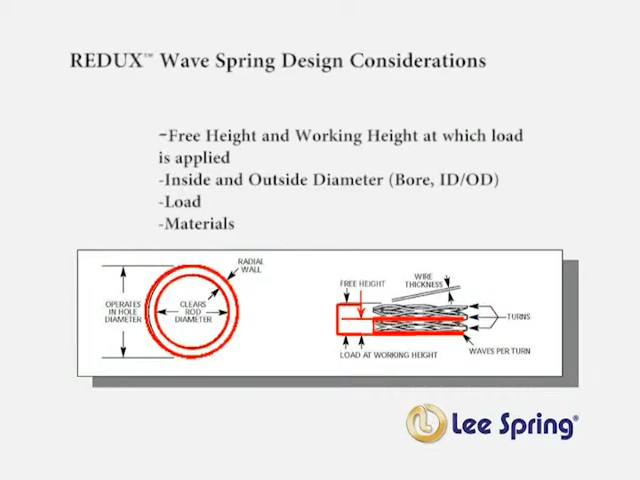 REDUX™ Wave Spring Design Considerations
-Free Height and Working Height at which load
is applied
-Inside and Outside Diameter (Bore, ID/OD)
-Load
-Materials
RADIAL
WALL
OPERATES
IN HOLE
DIAMETER
CLEARS
ROD
DIAMETER
FREE HEIGHT
WIRE
THICKNESS
TURNS
LOAD AT WORKING HEIGHT
WAVES PER TURN
Lee Spring®